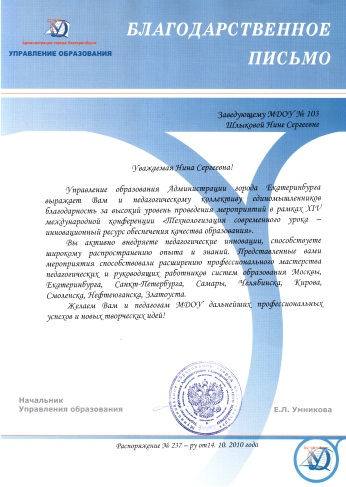 БЛАГОДАРСТВЕННОЕ
ПИСЬМО
Администрация города Екатеринбурга
УПРАВЛЕНИЕ ОБРАЗОВАНИЯ
Заведующему МДОУ № 103
Шлыковой Нине Сергеевне
Уважаемая Нина Сергеевна!
Управление образования Администрации города Екатеринбурга
выражает Вам и педагогическому коллективу единомышленников
благодарность за высокий уровень проведения мероприятий в рамках XIV
международной конференции «Технологизация современного урока –
инновационный ресурс обеспечения качества образования».
Вы активно внедряете педагогические инновации, способствуете
широкому распространению опыта и знаний. Представленные вами
мероприятия способствовали расширению профессионального мастерства
педагогических и руководящих работников систем образования Москвы,
Екатеринбурга, Санкт-Петербурга, Самары, Челябинска, Кирова,
Смоленска, Нефтеюганска, Златоуста.
Желаем Вам и педагогам МДОУ дальнейших профессиональных
успехов и новых творческих идей!
Начальник
Управления образования
Е.Л. Умникова
Распоряжение № 237 – ру от14. 10. 2010 года